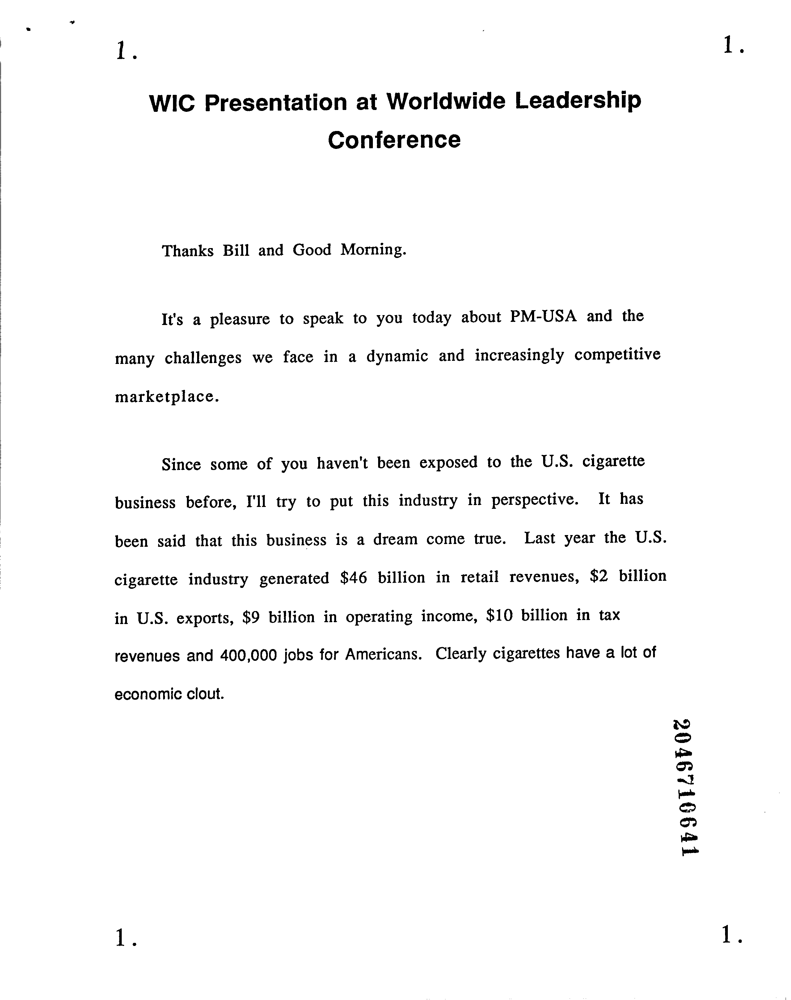 1.
1.
WIC Presentation at Worldwide Leadership
Conference
Thanks Bill and Good Morning.
It's a pleasure to speak to you today about PM-USA and the
many challenges we face in a dynamic and increasingly competitive
marketplace.
Since some of you haven't been exposed to the U.S. cigarette
business before, I'll try to put this industry in perspective. It has
been said that this business is a dream come true. Last year the U.S.
cigarette industry generated $46 billion in retail revenues, $2 billion
in U.S. exports, $9 billion in operating income, $10 billion in tax
revenues and 400,000 jobs for Americans. Clearly cigarettes have a lot of
economic clout.
2046710641
1.
1.